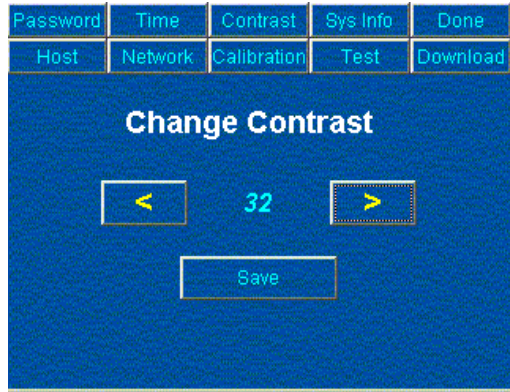 Password Time Contrast Sys Info Done
Host Network Calibration Test Download
Change Contrast
< 32 >
Save